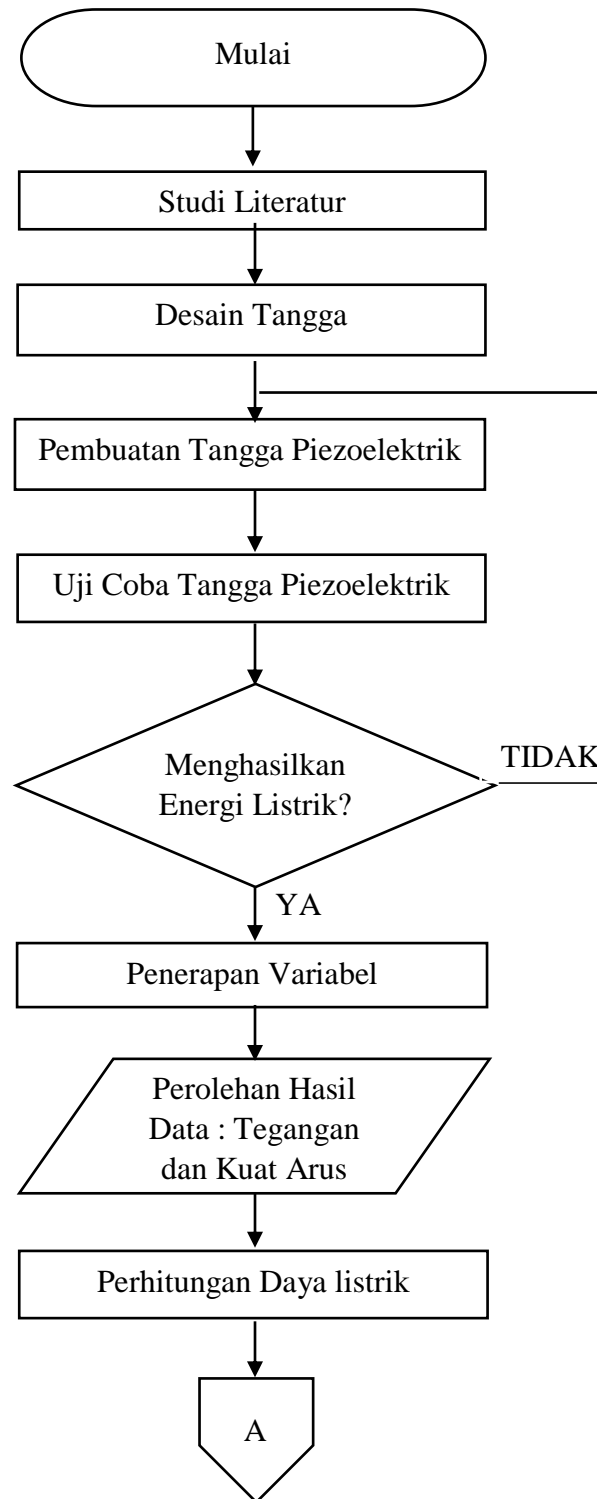 Mulai
Studi Literatur
Desain Tangga
Pembuatan Tangga Piezoelektrik
Uji Coba Tangga Piezoelektrik
Menghasilkan
Energi Listrik?
TIDAK
YA
Penerapan Variabel
Perolehan Hasil
Data : Tegangan
dan Kuat Arus
Perhitungan Daya listrik
A